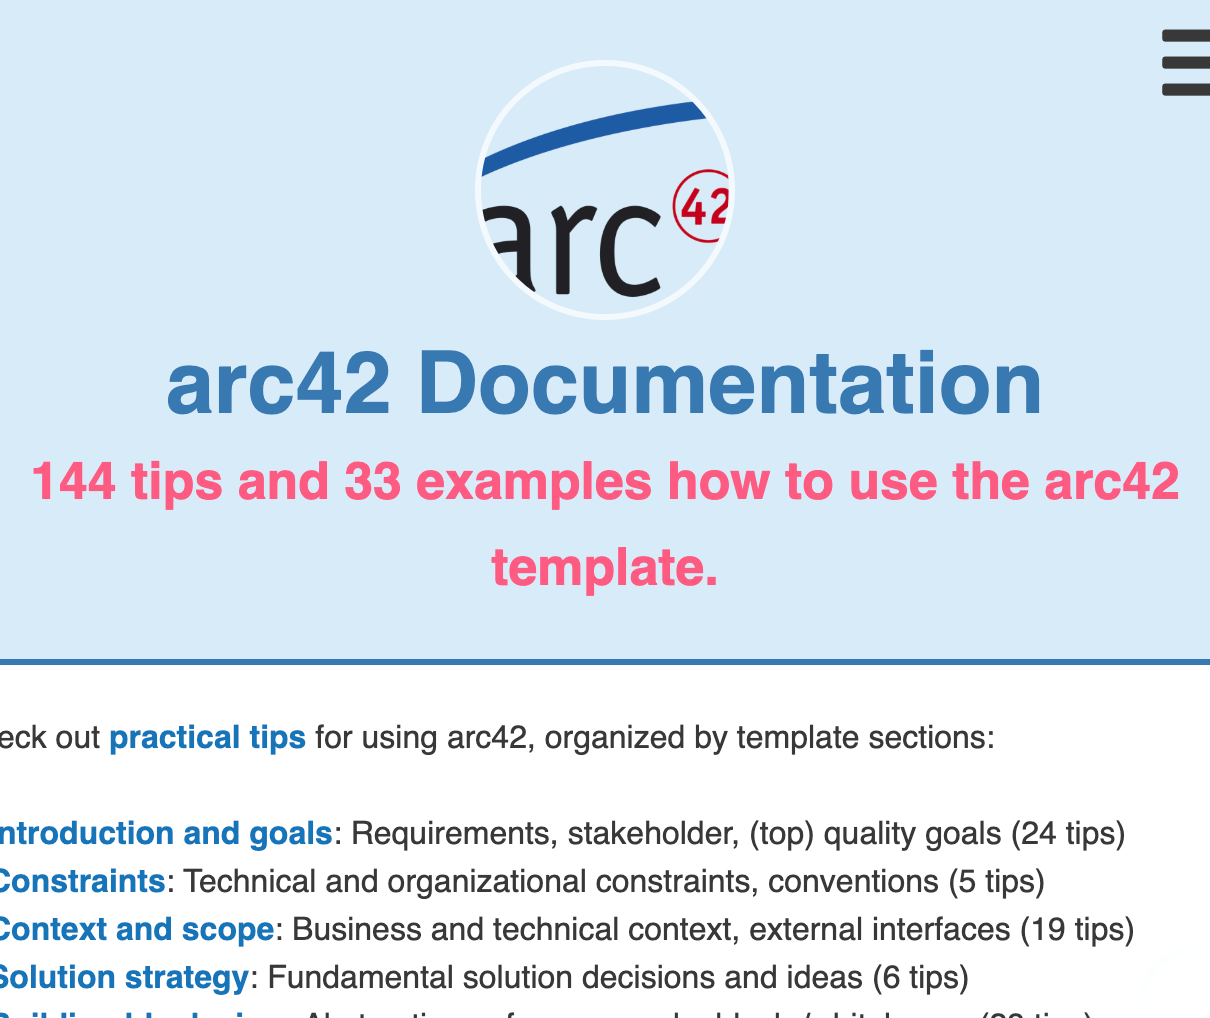 arc 42
arc42 Documentation
144 tips and 33 examples how to use the arc42
template.
eck out practical tips for using arc42, organized by template sections:
ntroduction and goals: Requirements, stakeholder, (top) quality goals (24 tips)
Constraints: Technical and organizational constraints, conventions (5 tips)
Context and scope: Business and technical context, external interfaces (19 tips)
Solution strategy: Fundamental solution decisions and ideas (6 tips)